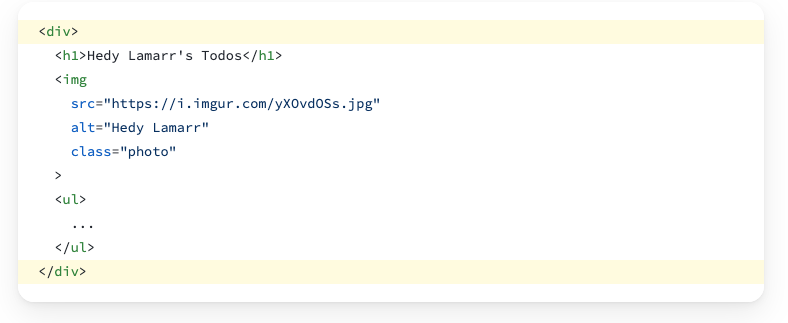 <div>
<h1>Hedy Lamarr's Todos</h1>
<img
src="https://i.imgur.com/yXOvdOSs.jpg"
alt="Hedy Lamarr"
class="photo"
>
<ul>
...
</ul>
</div>